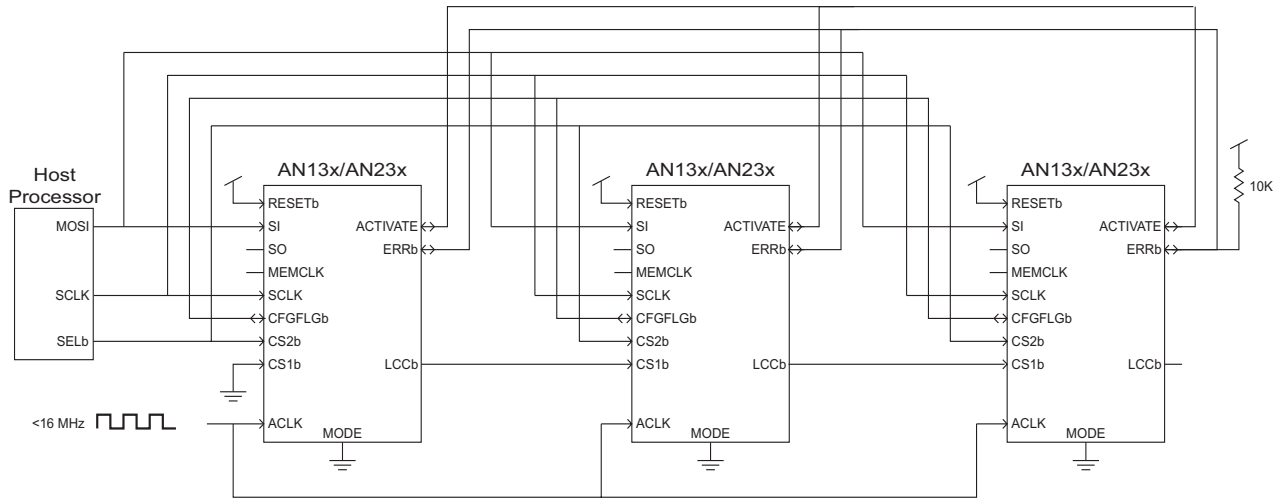 Host
Processor
MOSI
SCLK
SELb
<16 MHz
AN13x/AN23x
RESETb
SI
SO
MEMCLK
SCLK
CFGFLGb
CS2b
CS1b
ACLK
ACTIVATE
ERRb
LCCb
MODE
AN13x/AN23x
RESETb
SI
SO
MEMCLK
SCLK
CFGFLGb
CS2b
CS1b
ACLK
ACTIVATE
ERRb
LCCb
MODE
AN13x/AN23x
RESETb
SI
SO
MEMCLK
SCLK
CFGFLGb
CS2b
CS1b
ACLK
ACTIVATE
ERRb
LCCb
MODE
10K